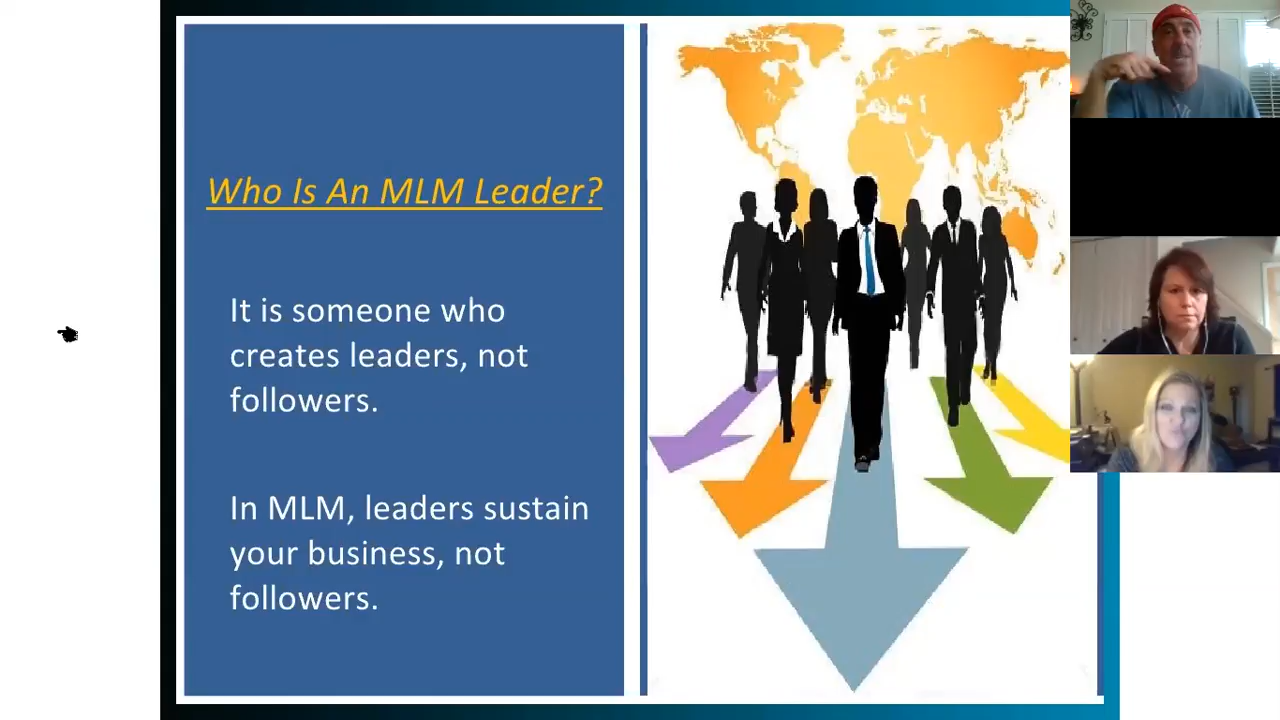 Who Is An MLM Leader?
It is someone who
creates leaders, not
followers.
In MLM, leaders sustain
your business, not
followers.